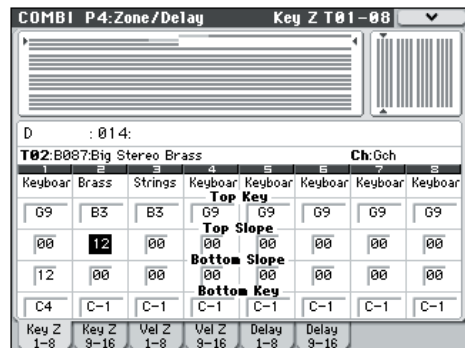 COMBI P4:Zone/Delay Key Z T01-08
D :014:
T02:B087:Big Stereo Brass Ch:Gch
1 2 3 4 5 6 7 8
Keyboar Brass Strings Keyboar Keyboar Keyboar Keyboar Keyboar
Top Key
G9 B3 B3 G9 G9 G9 G9 G9
Top Slope
00 12 00 00 00 00 00 00
Bottom Slope
12 00 00 00 00 00 00 00
Bottom Key
C4 C-1 C-1 C-1 C-1 C-1 C-1 C-1
Key Z 1-8 Key Z 9-16 Vel Z 1-8 Vel Z 9-16 Delay 1-8 Delay 9-16